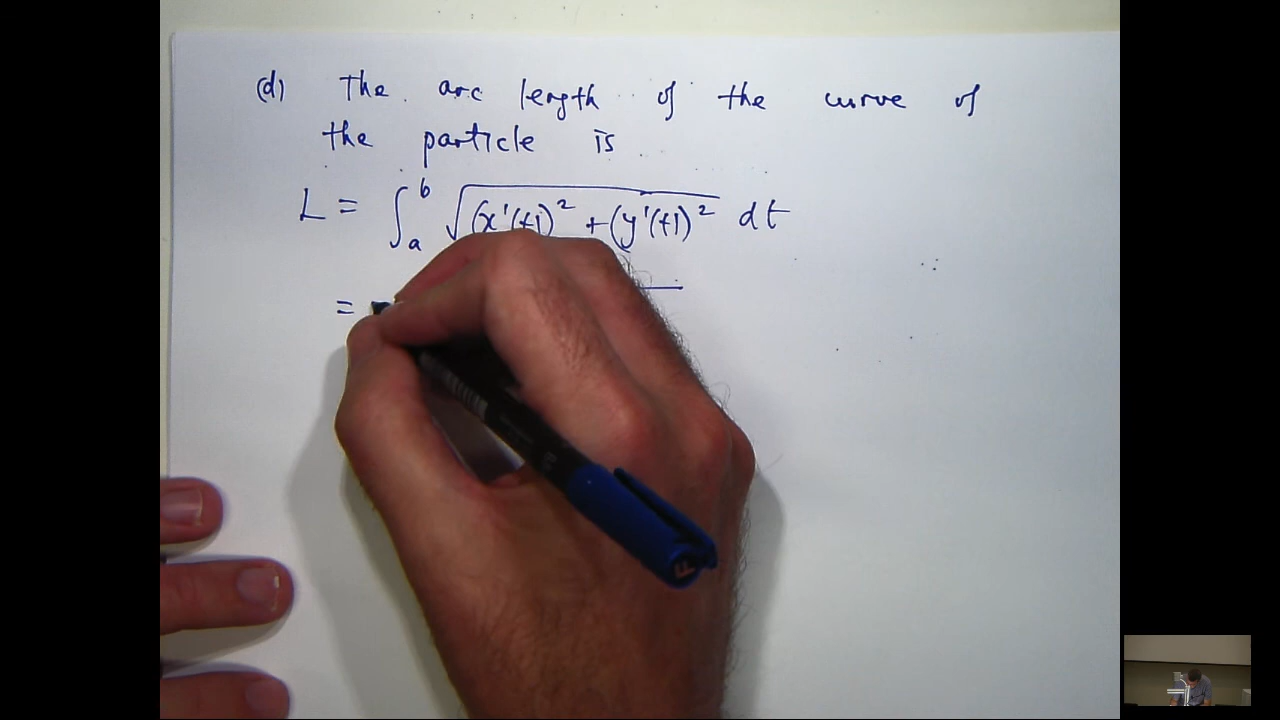 (d) The arc length of the curve of
the particle is
L = ∫_a^b √((x'(t))² + (y'(t))²) dt
=